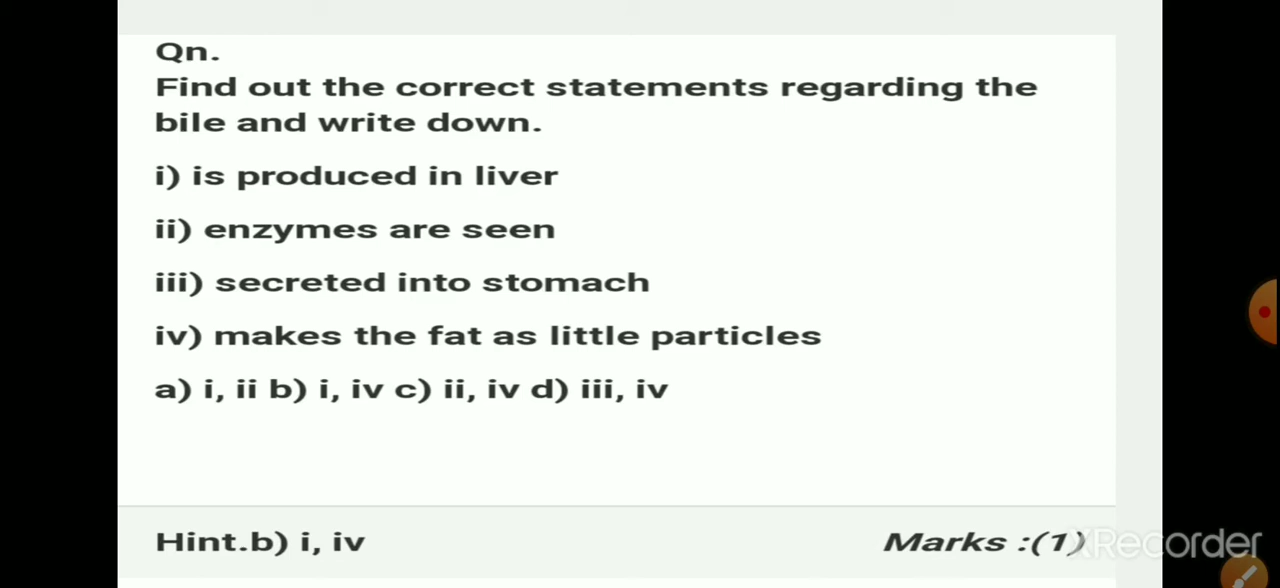 Qn.
Find out the correct statements regarding the
bile and write down.
i) is produced in liver
ii) enzymes are seen
iii) secreted into stomach
iv) makes the fat as little particles
a) i, ii b) i, iv c) ii, iv d) iii, iv
Hint.b) i, iv
Marks :(1)
XRecorder